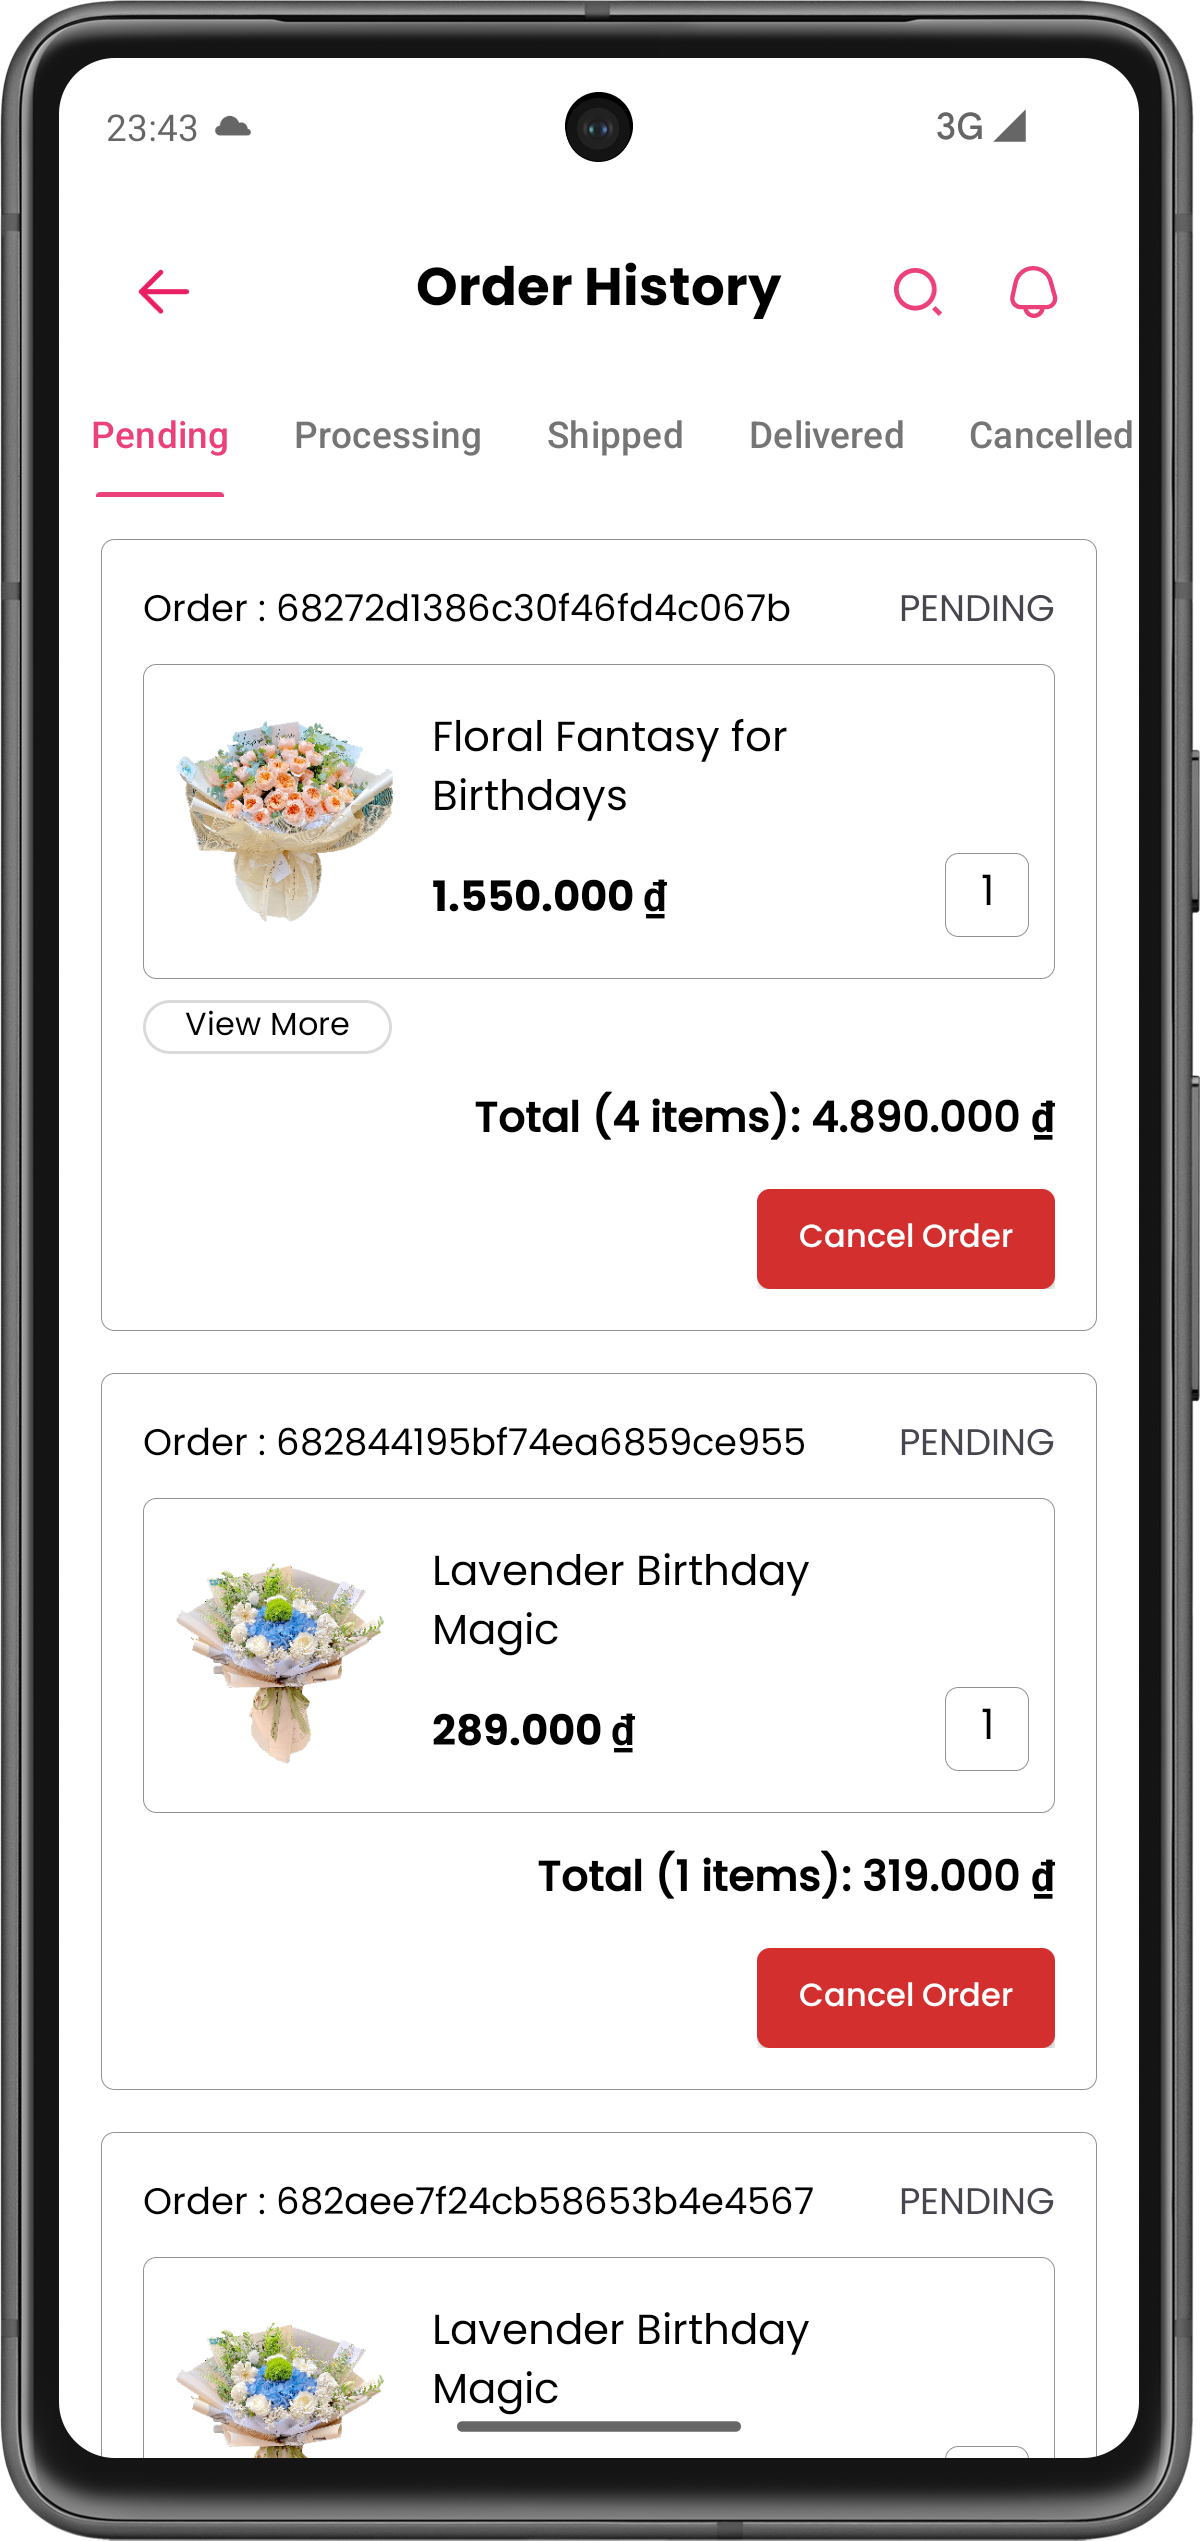 23:43
3G
Order History
Pending Processing Shipped Delivered Cancelled
Order : 68272d1386c30f46fd4c067b PENDING
Floral Fantasy for
Birthdays
1.550.000 ₫
1
View More
Total (4 items): 4.890.000 ₫
Cancel Order
Order : 682844195bf74ea6859ce955 PENDING
Lavender Birthday
Magic
289.000 ₫
1
Total (1 items): 319.000 ₫
Cancel Order
Order : 682aee7f24cb58653b4e4567 PENDING
Lavender Birthday
Magic